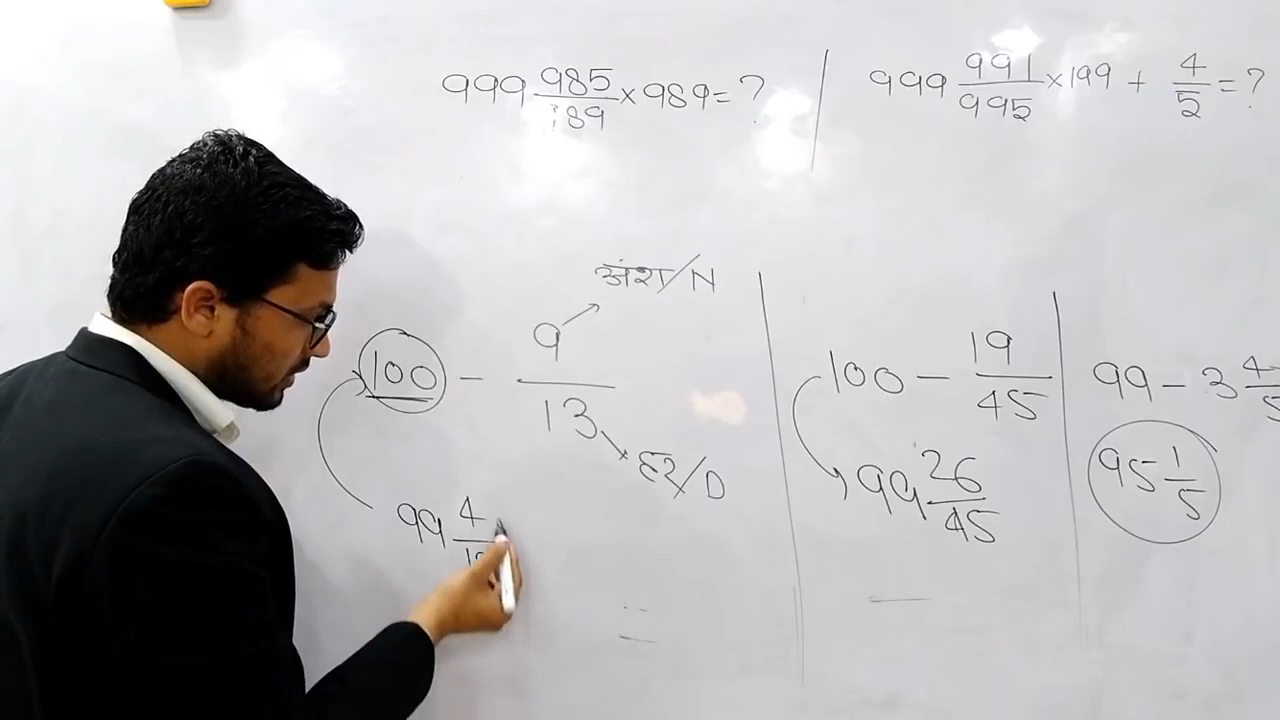 999 985/989 × 989 = ?
999 991/995 × 199 + 4/5 = ?
अंश/N
100 - 9/13
हर/D
99 4/
100 - 19/45
99 26/45
99 - 3 4/5
95 1/5